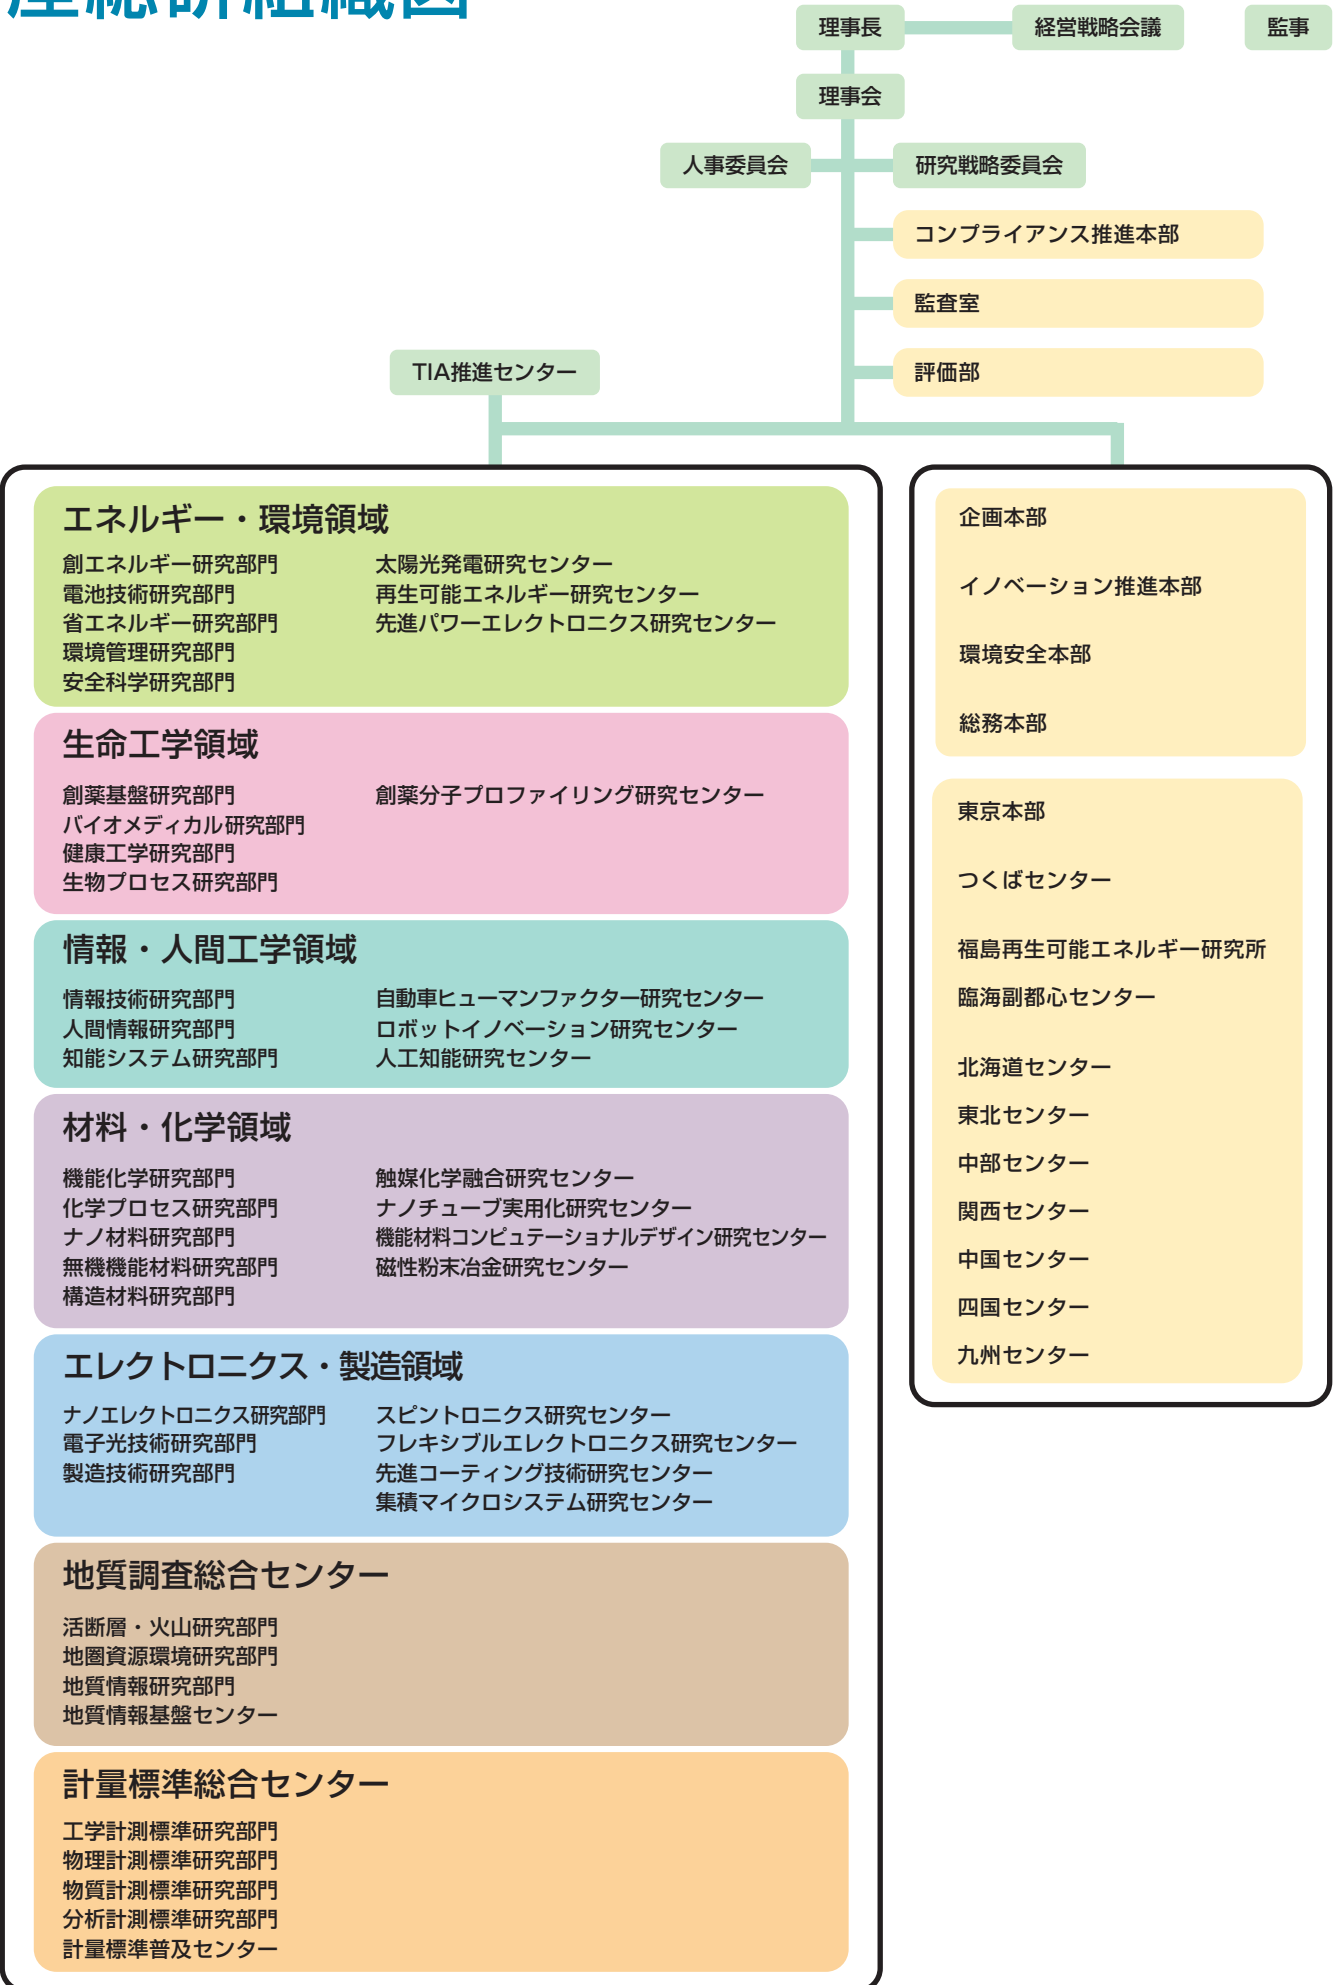 産総研組織図
理事長
経営戦略会議
監事
理事会
人事委員会
研究戦略委員会
コンプライアンス推進本部
監査室
評価部
TIA推進センター
エネルギー・環境領域
創エネルギー研究部門
電池技術研究部門
省エネルギー研究部門
環境管理研究部門
安全科学研究部門
太陽光発電研究センター
再生可能エネルギー研究センター
先進パワーエレクトロニクス研究センター
生命工学領域
創薬基盤研究部門
バイオメディカル研究部門
健康工学研究部門
生物プロセス研究部門
創薬分子プロファイリング研究センター
情報・人間工学領域
情報技術研究部門
人間情報研究部門
知能システム研究部門
自動車ヒューマンファクター研究センター
ロボットイノベーション研究センター
人工知能研究センター
材料・化学領域
機能化学研究部門
化学プロセス研究部門
ナノ材料研究部門
無機機能材料研究部門
構造材料研究部門
触媒化学融合研究センター
ナノチューブ実用化研究センター
機能材料コンピュテーショナルデザイン研究センター
磁性粉末冶金研究センター
エレクトロニクス・製造領域
ナノエレクトロニクス研究部門
電子光技術研究部門
製造技術研究部門
スピントロニクス研究センター
フレキシブルエレクトロニクス研究センター
先進コーティング技術研究センター
集積マイクロシステム研究センター
地質調査総合センター
活断層・火山研究部門
地圏資源環境研究部門
地質情報研究部門
地質情報基盤センター
計量標準総合センター
工学計測標準研究部門
物理計測標準研究部門
物質計測標準研究部門
分析計測標準研究部門
計量標準普及センター
企画本部
イノベーション推進本部
環境安全本部
総務本部
東京本部
つくばセンター
福島再生可能エネルギー研究所
臨海副都心センター
北海道センター
東北センター
中部センター
関西センター
中国センター
四国センター
九州センター